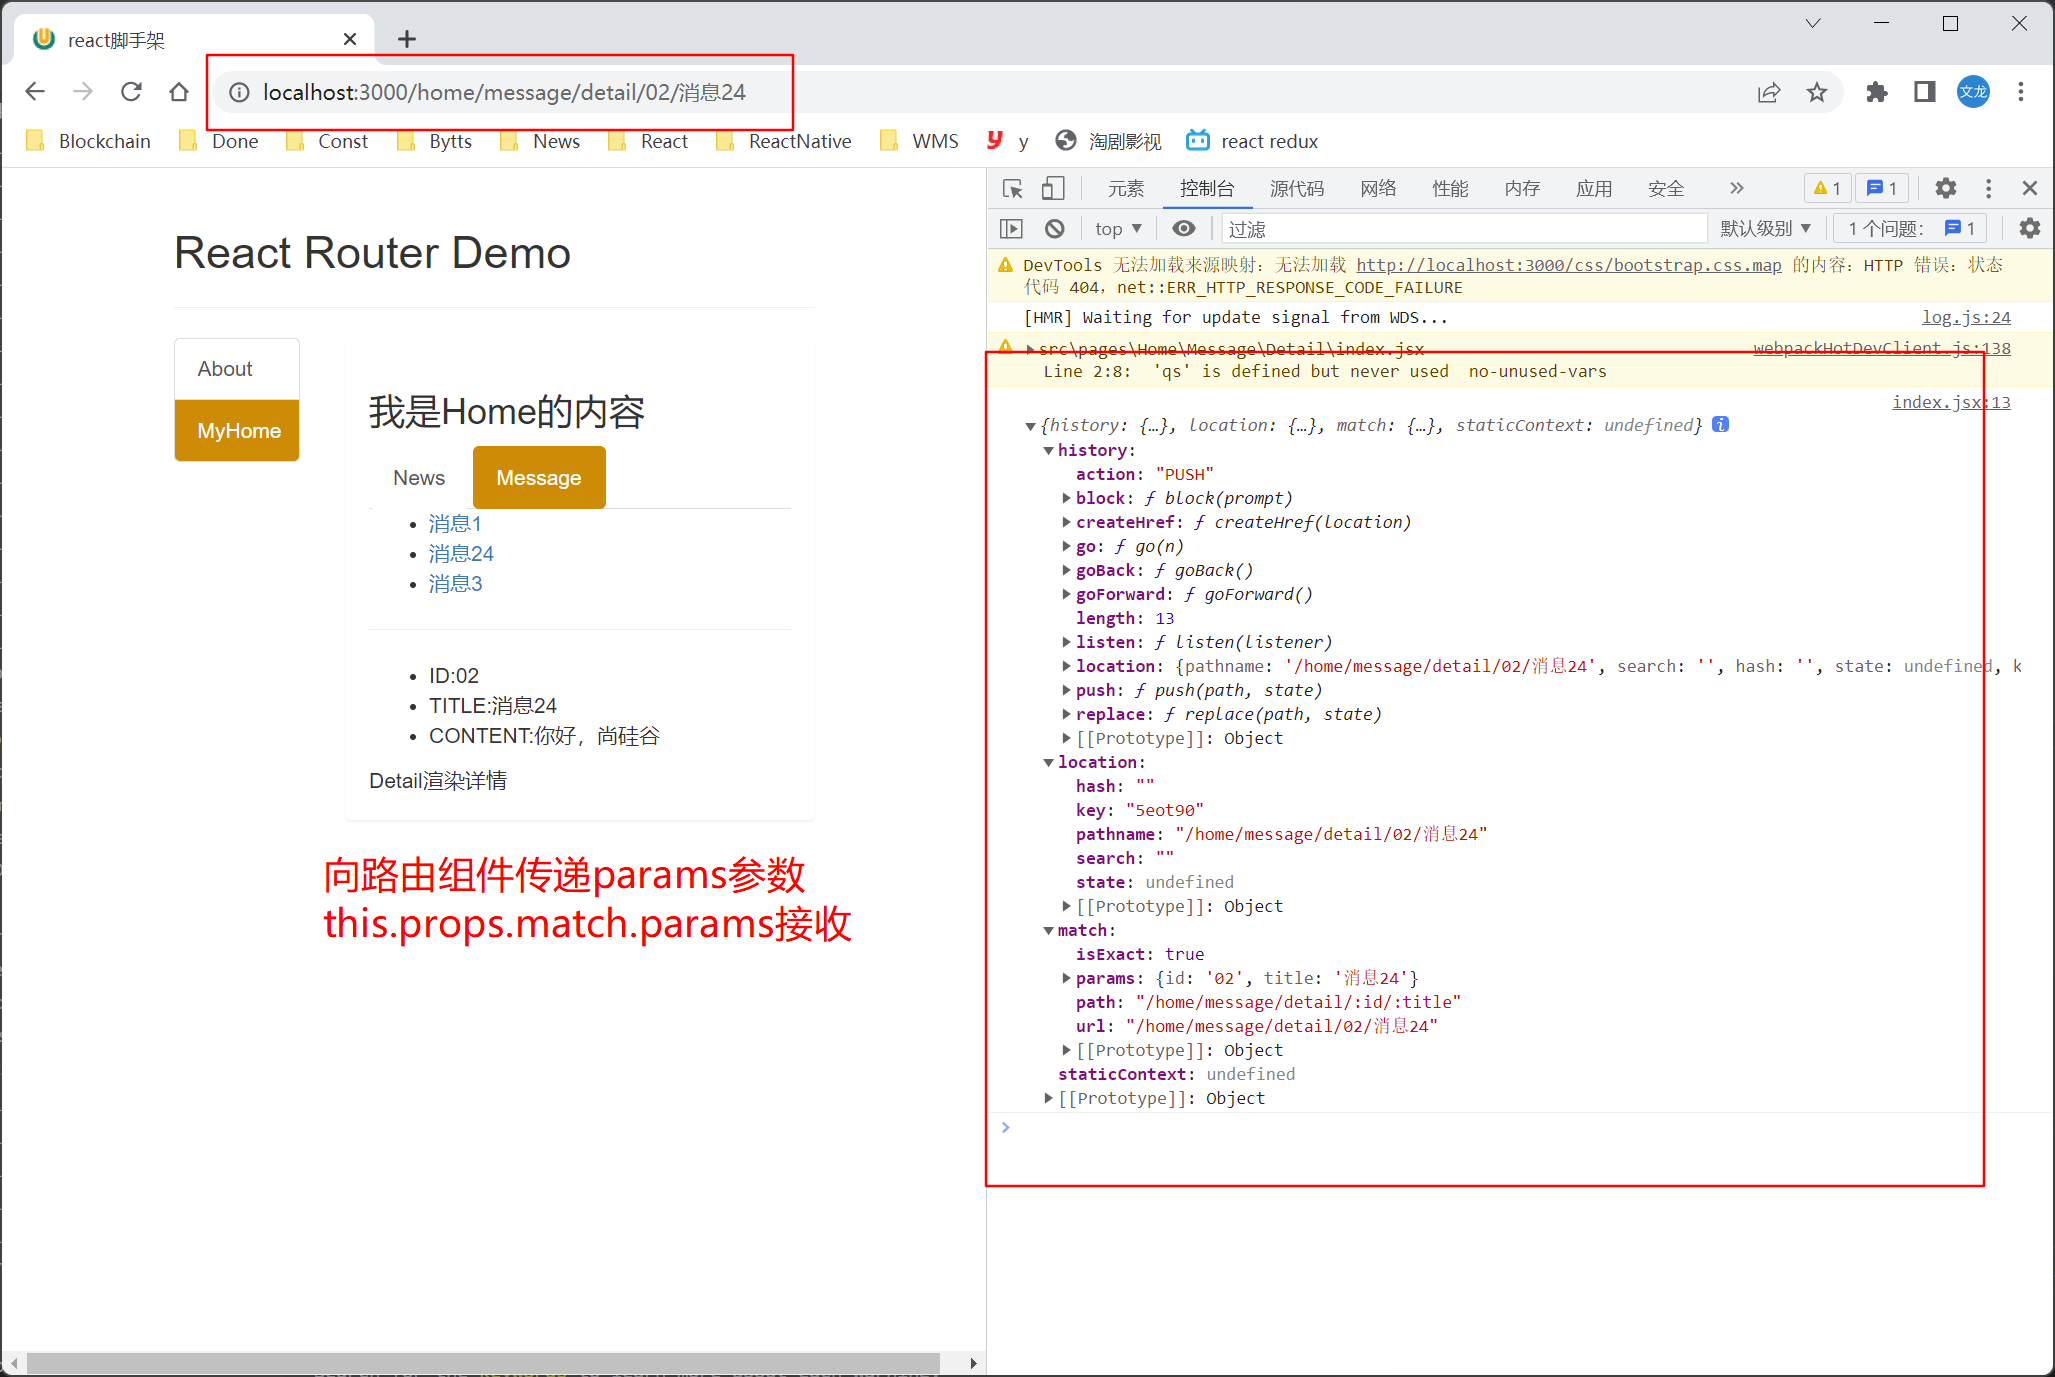 react脚手架
localhost:3000/home/message/detail/02/消息24
文龙
Blockchain Done Const Bytts News React ReactNative WMS y 淘剧影视 react redux
React Router Demo
About
MyHome
我是Home的内容
News Message
消息1
消息24
消息3
ID:02
TITLE:消息24
CONTENT:你好，尚硅谷
Detail渲染详情
向路由组件传递params参数
this.props.match.params接收
元素 控制台 源代码 网络 性能 内存 应用 安全 » 1 1
top ▼ 过滤 默认级别 ▼ 1 个问题： 1
DevTools 无法加载来源映射：无法加载 http://localhost:3000/css/bootstrap.css.map 的内容：HTTP 错误：状态
代码 404，net::ERR_HTTP_RESPONSE_CODE_FAILURE
[HMR] Waiting for update signal from WDS... log.js:24
src\pages\Home\Message\Detail\index.jsx webpackHotDevClient.js:138
Line 2:8:  'qs' is defined but never used  no-unused-vars
index.jsx:13
{history: {…}, location: {…}, match: {…}, staticContext: undefined}
history:
action: "PUSH"
block: ƒ block(prompt)
createHref: ƒ createHref(location)
go: ƒ go(n)
goBack: ƒ goBack()
goForward: ƒ goForward()
length: 13
listen: ƒ listen(listener)
location: {pathname: '/home/message/detail/02/消息24', search: '', hash: '', state: undefined, k
push: ƒ push(path, state)
replace: ƒ replace(path, state)
[[Prototype]]: Object
location:
hash: ""
key: "5eot90"
pathname: "/home/message/detail/02/消息24"
search: ""
state: undefined
[[Prototype]]: Object
match:
isExact: true
params: {id: '02', title: '消息24'}
path: "/home/message/detail/:id/:title"
url: "/home/message/detail/02/消息24"
[[Prototype]]: Object
staticContext: undefined
[[Prototype]]: Object